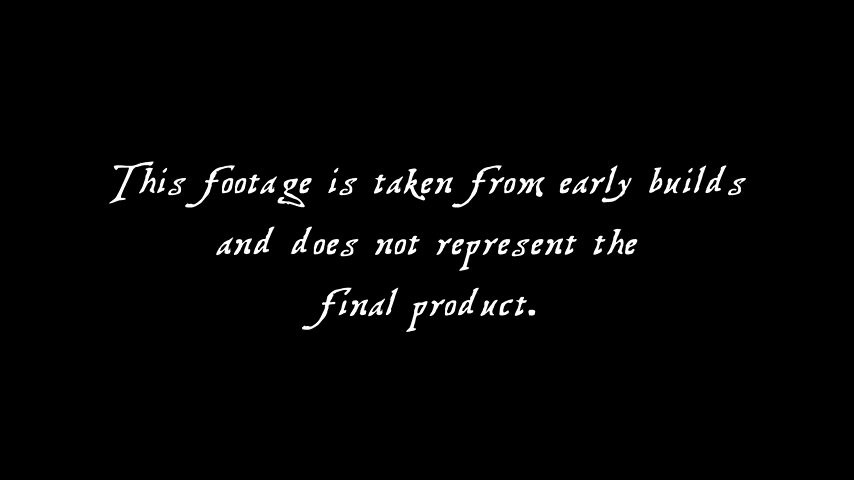 This footage is taken from early builds
and does not represent the
final product.